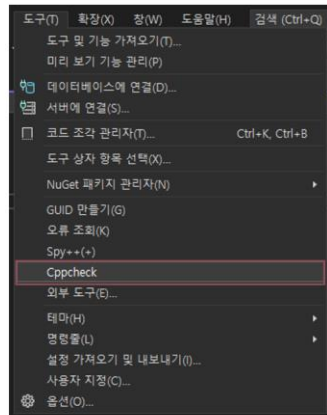 도구(T) 확장(X) 창(W) 도움말(H) 검색 (Ctrl+Q)
도구 및 기능 가져오기(T)...
미리 보기 기능 관리(P)
데이터베이스에 연결(D)...
서버에 연결(S)...
코드 조각 관리자(T)... Ctrl+K, Ctrl+B
도구 상자 항목 선택(X)...
NuGet 패키지 관리자(N)
GUID 만들기(G)
오류 조회(K)
Spy++(+)
Cppcheck
외부 도구(E)...
테마(H)
명령줄(L)
설정 가져오기 및 내보내기(I)...
사용자 지정(C)...
옵션(O)...